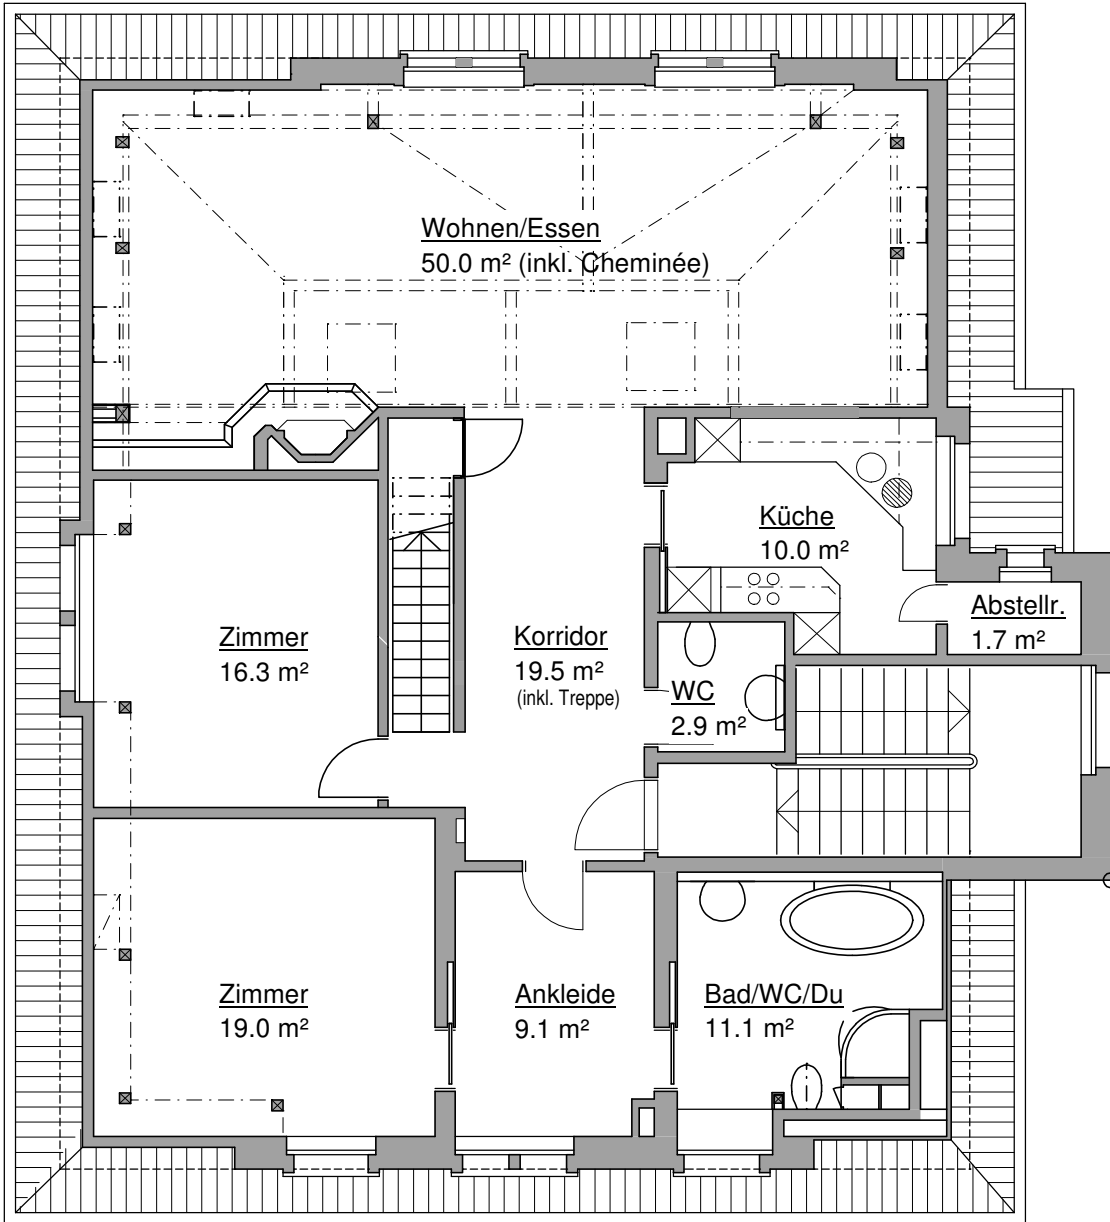 Wohnen/Essen
50.0 m² (inkl. Cheminée)
Küche
10.0 m²
Abstellr.
1.7 m²
Zimmer
16.3 m²
Korridor
19.5 m²
(inkl. Treppe)
WC
2.9 m²
Zimmer
19.0 m²
Ankleide
9.1 m²
Bad/WC/Du
11.1 m²